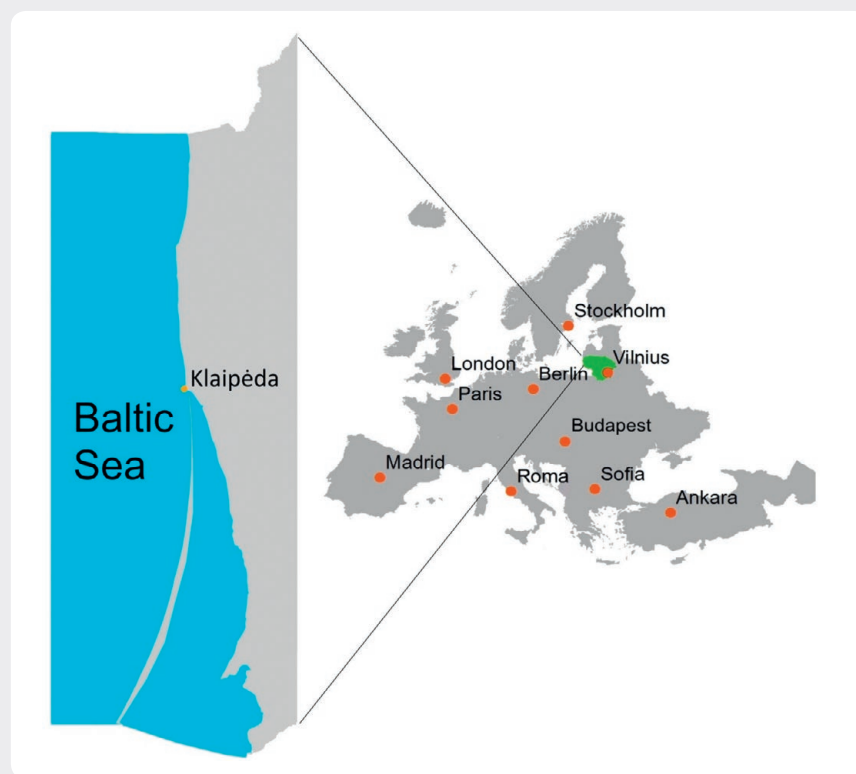 Klaipėda
Baltic
Sea
Stockholm
Vilnius
London
Berlin
Paris
Budapest
Madrid
Roma
Sofia
Ankara